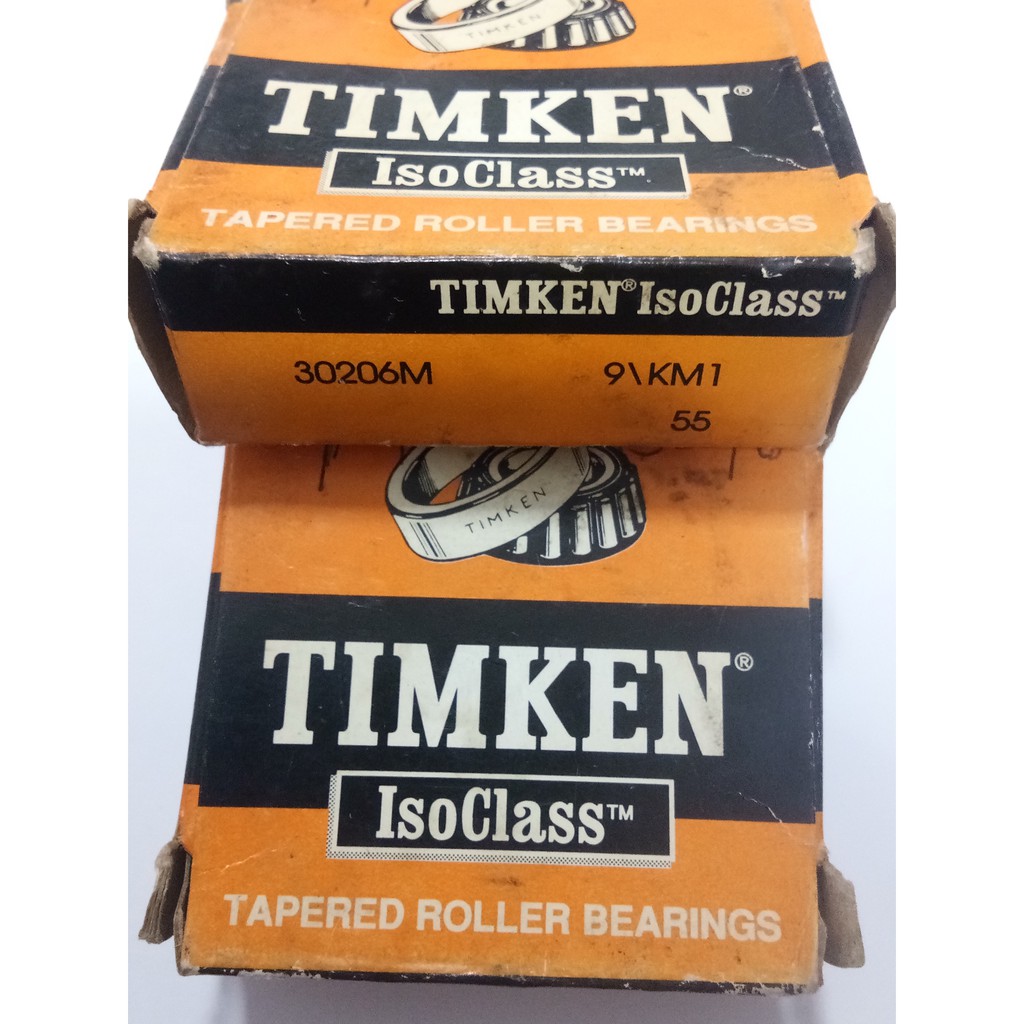 TIMKEN
TIMKEN®
IsoClass™
TAPERED ROLLER BEARINGS
TIMKEN® IsoClass™
30206M 9\KM1
55
TIMKEN
TIMKEN®
IsoClass™
TAPERED ROLLER BEARINGS